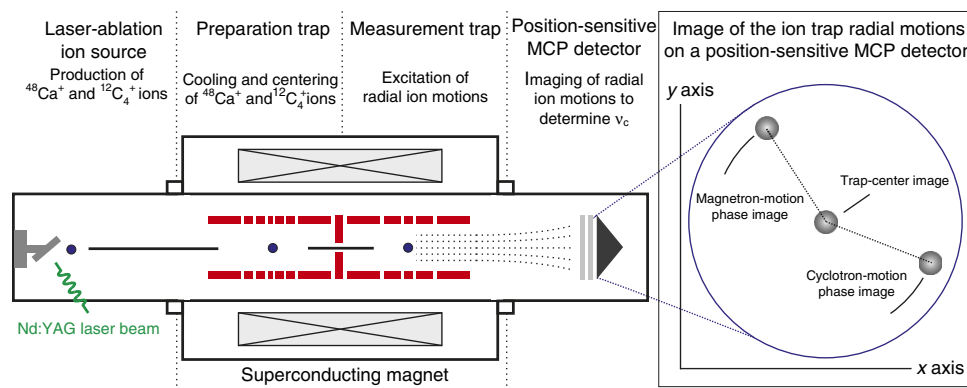 Laser-ablation
ion source
Production of
⁴⁸Ca⁺ and ¹²C₄⁺ ions
Preparation trap
Cooling and centering
of ⁴⁸Ca⁺ and ¹²C₄⁺ions
Measurement trap
Excitation of
radial ion motions
Position-sensitive
MCP detector
Imaging of radial
ion motions to
determine νc
Nd:YAG laser beam
Superconducting magnet
Image of the ion trap radial motions
on a position-sensitive MCP detector
y axis
Magnetron-motion
phase image
Trap-center image
Cyclotron-motion
phase image
x axis